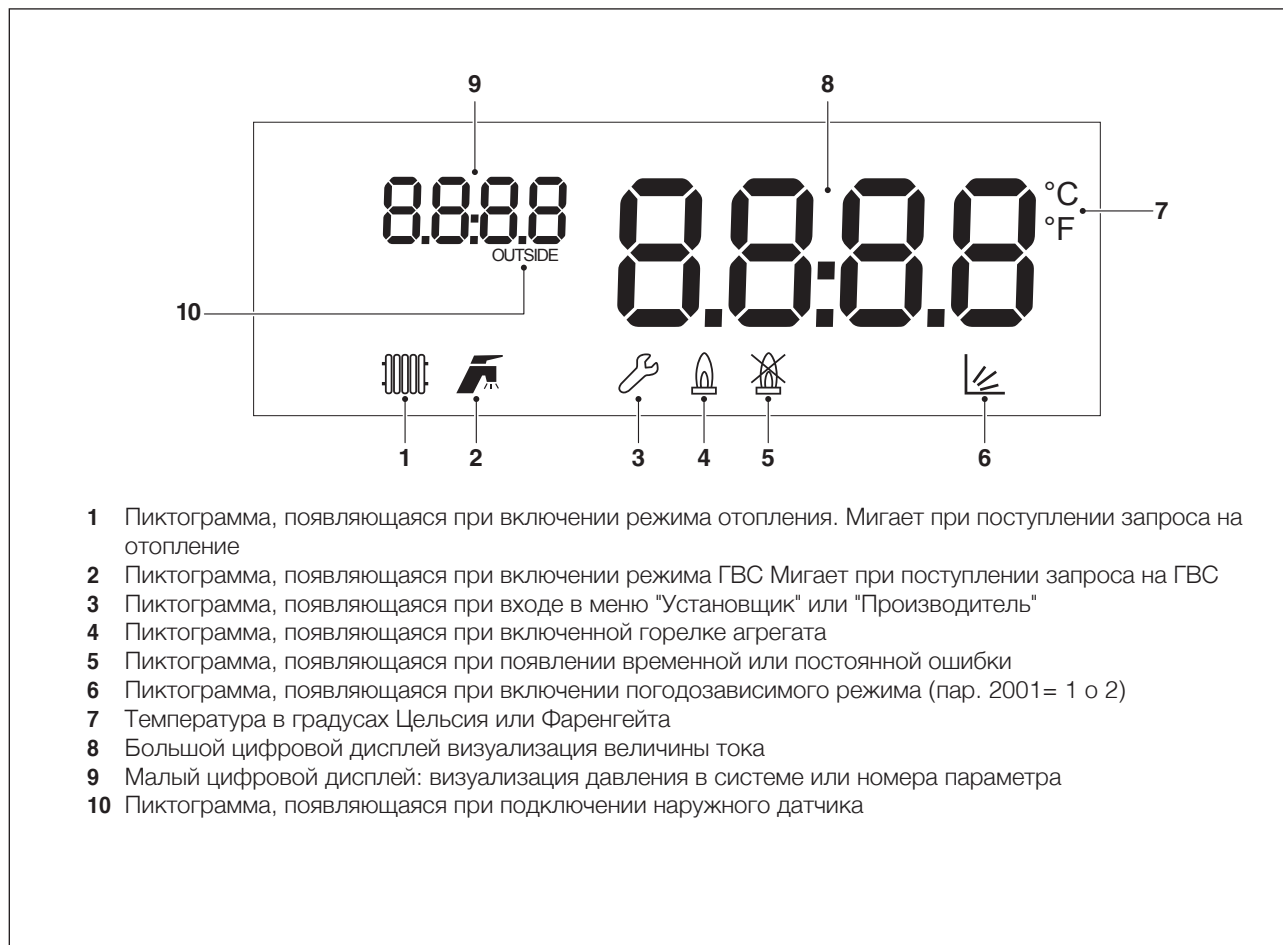 9
8
8.8:8.8
8.8:8.8
°C
°F
7
OUTSIDE
10
1
2
3
4
5
6
1 Пиктограмма, появляющаяся при включении режима отопления. Мигает при поступлении запроса на
отопление
2 Пиктограмма, появляющаяся при включении режима ГВС Мигает при поступлении запроса на ГВС
3 Пиктограмма, появляющаяся при входе в меню "Установщик" или "Производитель"
4 Пиктограмма, появляющаяся при включенной горелке агрегата
5 Пиктограмма, появляющаяся при появлении временной или постоянной ошибки
6 Пиктограмма, появляющаяся при включении погодозависимого режима (пар. 2001= 1 о 2)
7 Температура в градусах Цельсия или Фаренгейта
8 Большой цифровой дисплей визуализация величины тока
9 Малый цифровой дисплей: визуализация давления в системе или номера параметра
10 Пиктограмма, появляющаяся при подключении наружного датчика